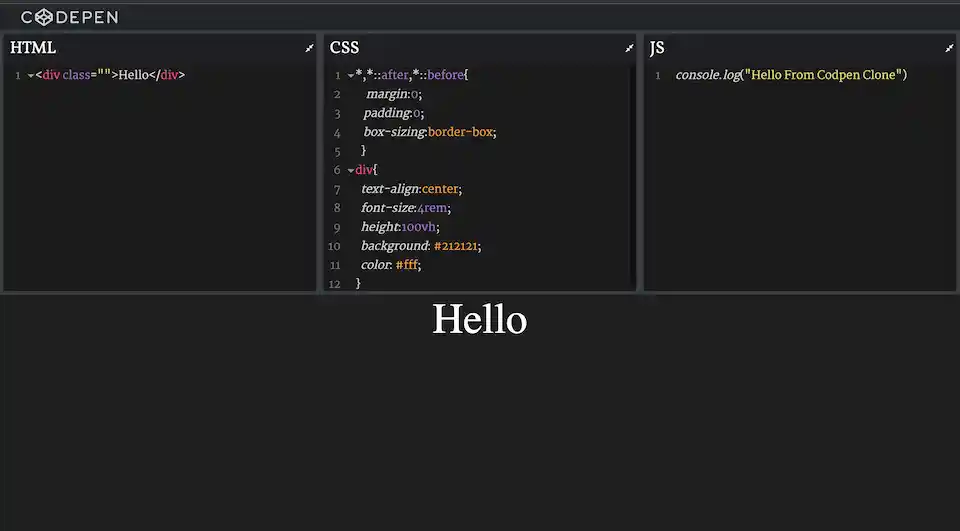 CODEPEN
HTML
1 <div class="">Hello</div>
CSS
1 *,*::after,*::before{
2 margin:0;
3 padding:0;
4 box-sizing:border-box;
5 }
6 div{
7 text-align:center;
8 font-size:4rem;
9 height:100vh;
10 background: #212121;
11 color: #fff;
12 }
JS
1 console.log("Hello From Codpen Clone")
Hello